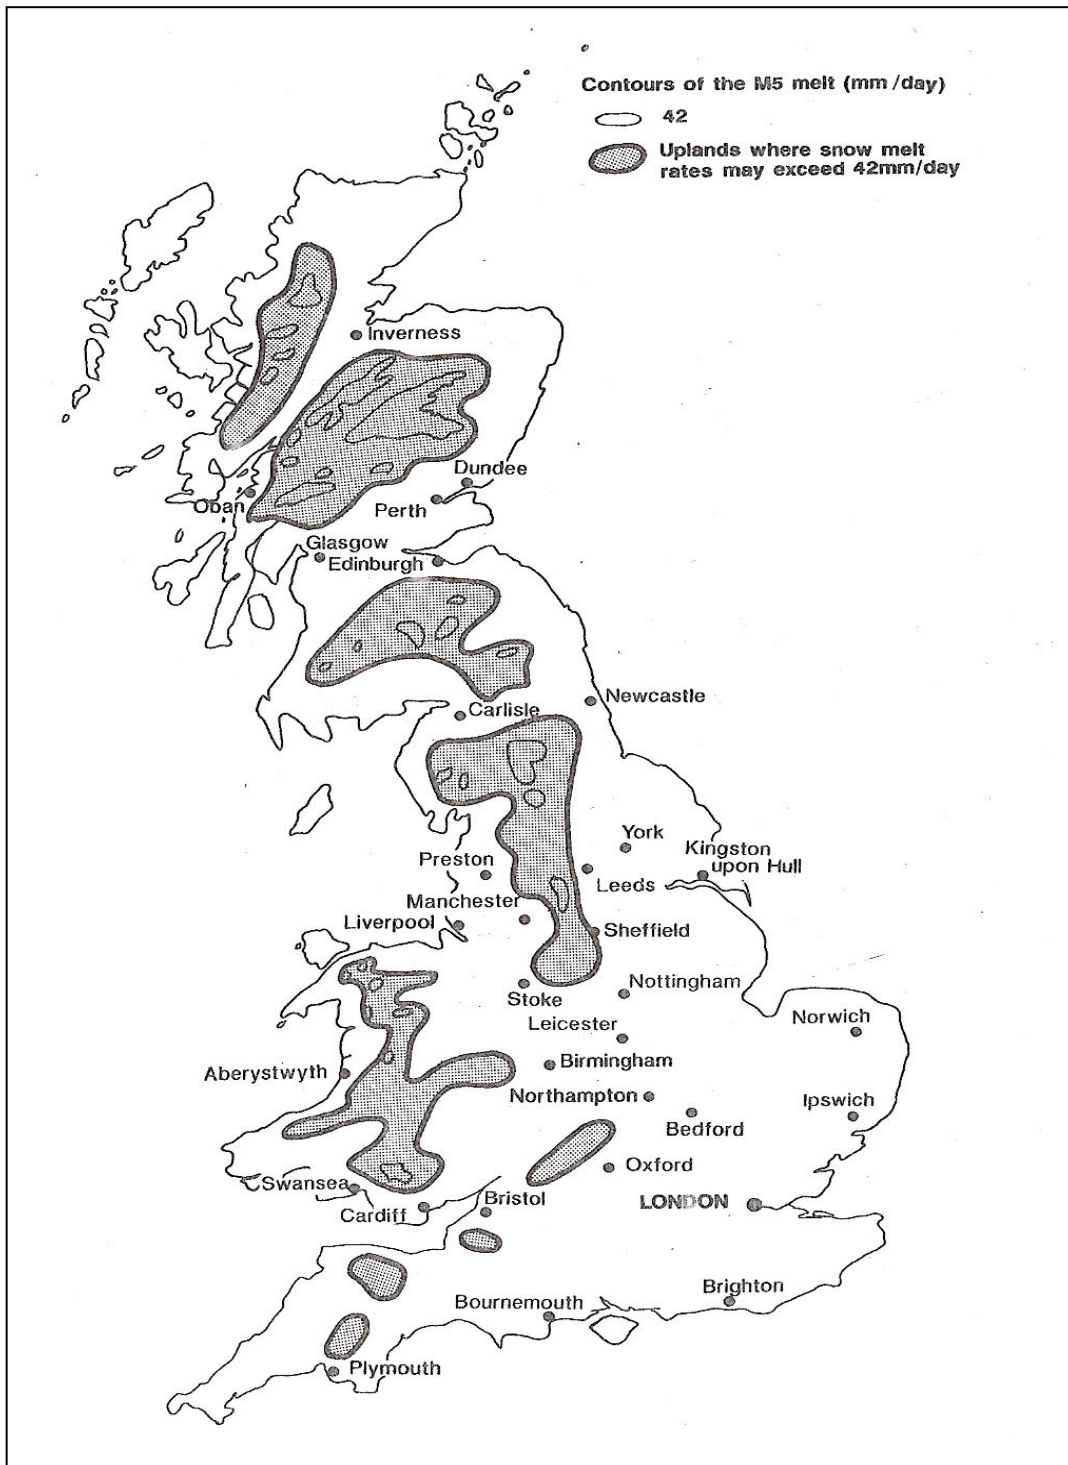 Contours of the M5 melt (mm/day)
42
Uplands where snow melt
rates may exceed 42mm/day
Inverness
Dundee
Oban
Perth
Glasgow
Edinburgh
Newcastle
Carlisle
York
Kingston
upon Hull
Preston
Leeds
Manchester
Liverpool
Sheffield
Nottingham
Stoke
Norwich
Leicester
Birmingham
Aberystwyth
Northampton
Ipswich
Bedford
Oxford
Swansea
Bristol
LONDON
Cardiff
Brighton
Bournemouth
Plymouth